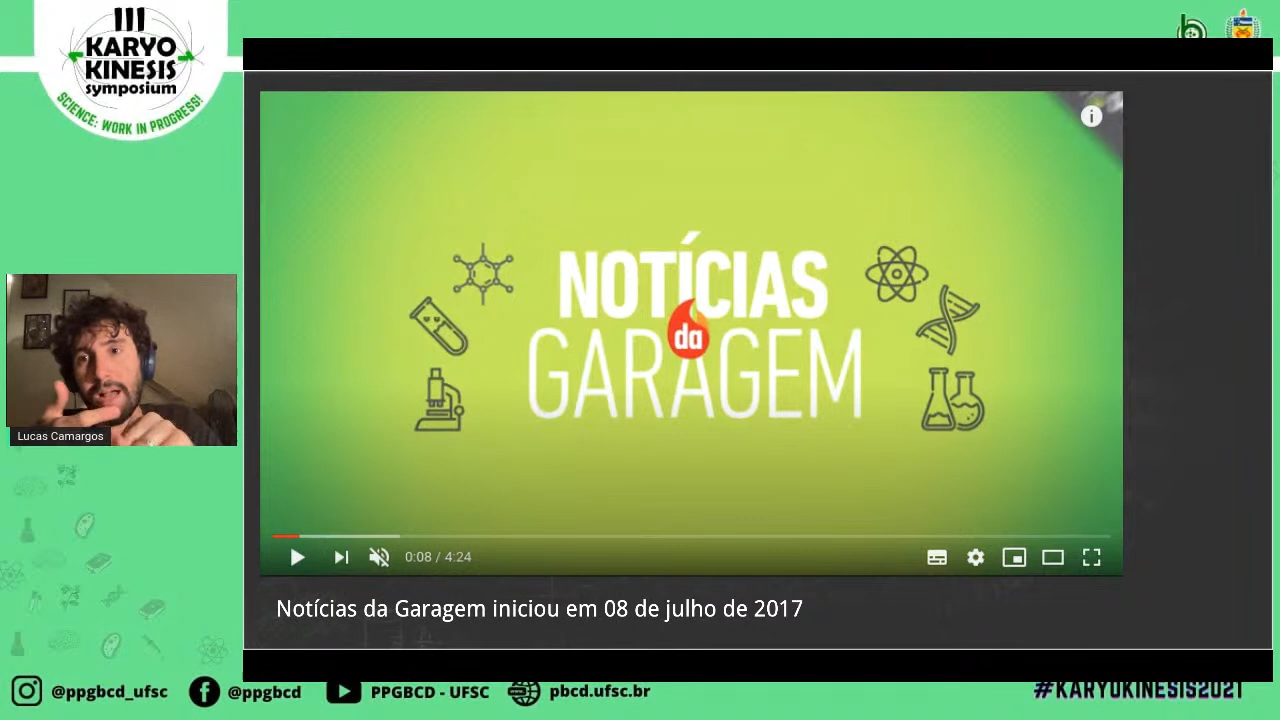 III
KARYO
KINESIS
symposium
SCIENCE: WORK IN PROGRESS!
i
NOTÍCIAS
da
GARAGEM
Lucas Camargos
0:08 / 4:24
Notícias da Garagem iniciou em 08 de julho de 2017
@ppgbcd_ufsc
@ppgbcd
PPGBCD - UFSC
pbcd.ufsc.br
#KARYOKINESIS2021